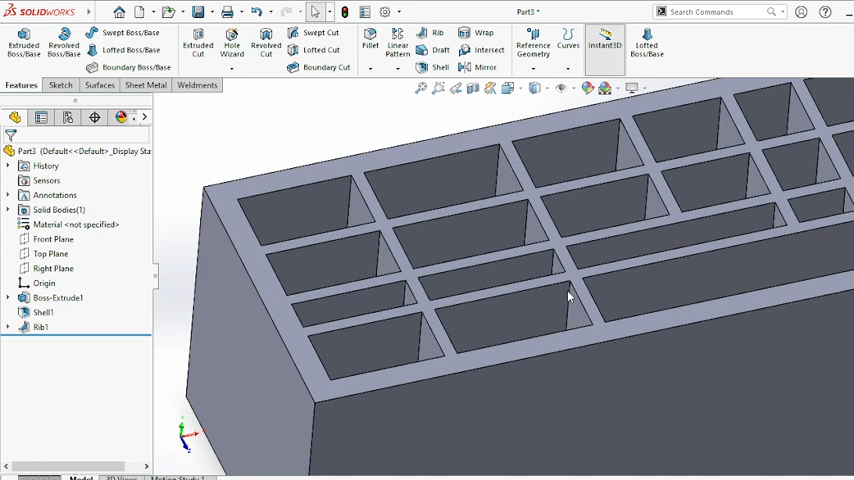 SOLIDWORKS
Part3 *
Search Commands
Extruded Boss/Base
Revolved Boss/Base
Swept Boss/Base
Lofted Boss/Base
Boundary Boss/Base
Extruded Cut
Hole Wizard
Revolved Cut
Swept Cut
Lofted Cut
Boundary Cut
Fillet
Linear Pattern
Rib
Draft
Shell
Wrap
Intersect
Mirror
Reference Geometry
Curves
Instant3D
Lofted Boss/Base
Features
Sketch
Surfaces
Sheet Metal
Weldments
Part3 (Default<<Default>_Display Sta
History
Sensors
Annotations
Solid Bodies(1)
Material <not specified>
Front Plane
Top Plane
Right Plane
Origin
Boss-Extrude1
Shell1
Rib1
Model
3D Views
Motion Study 1